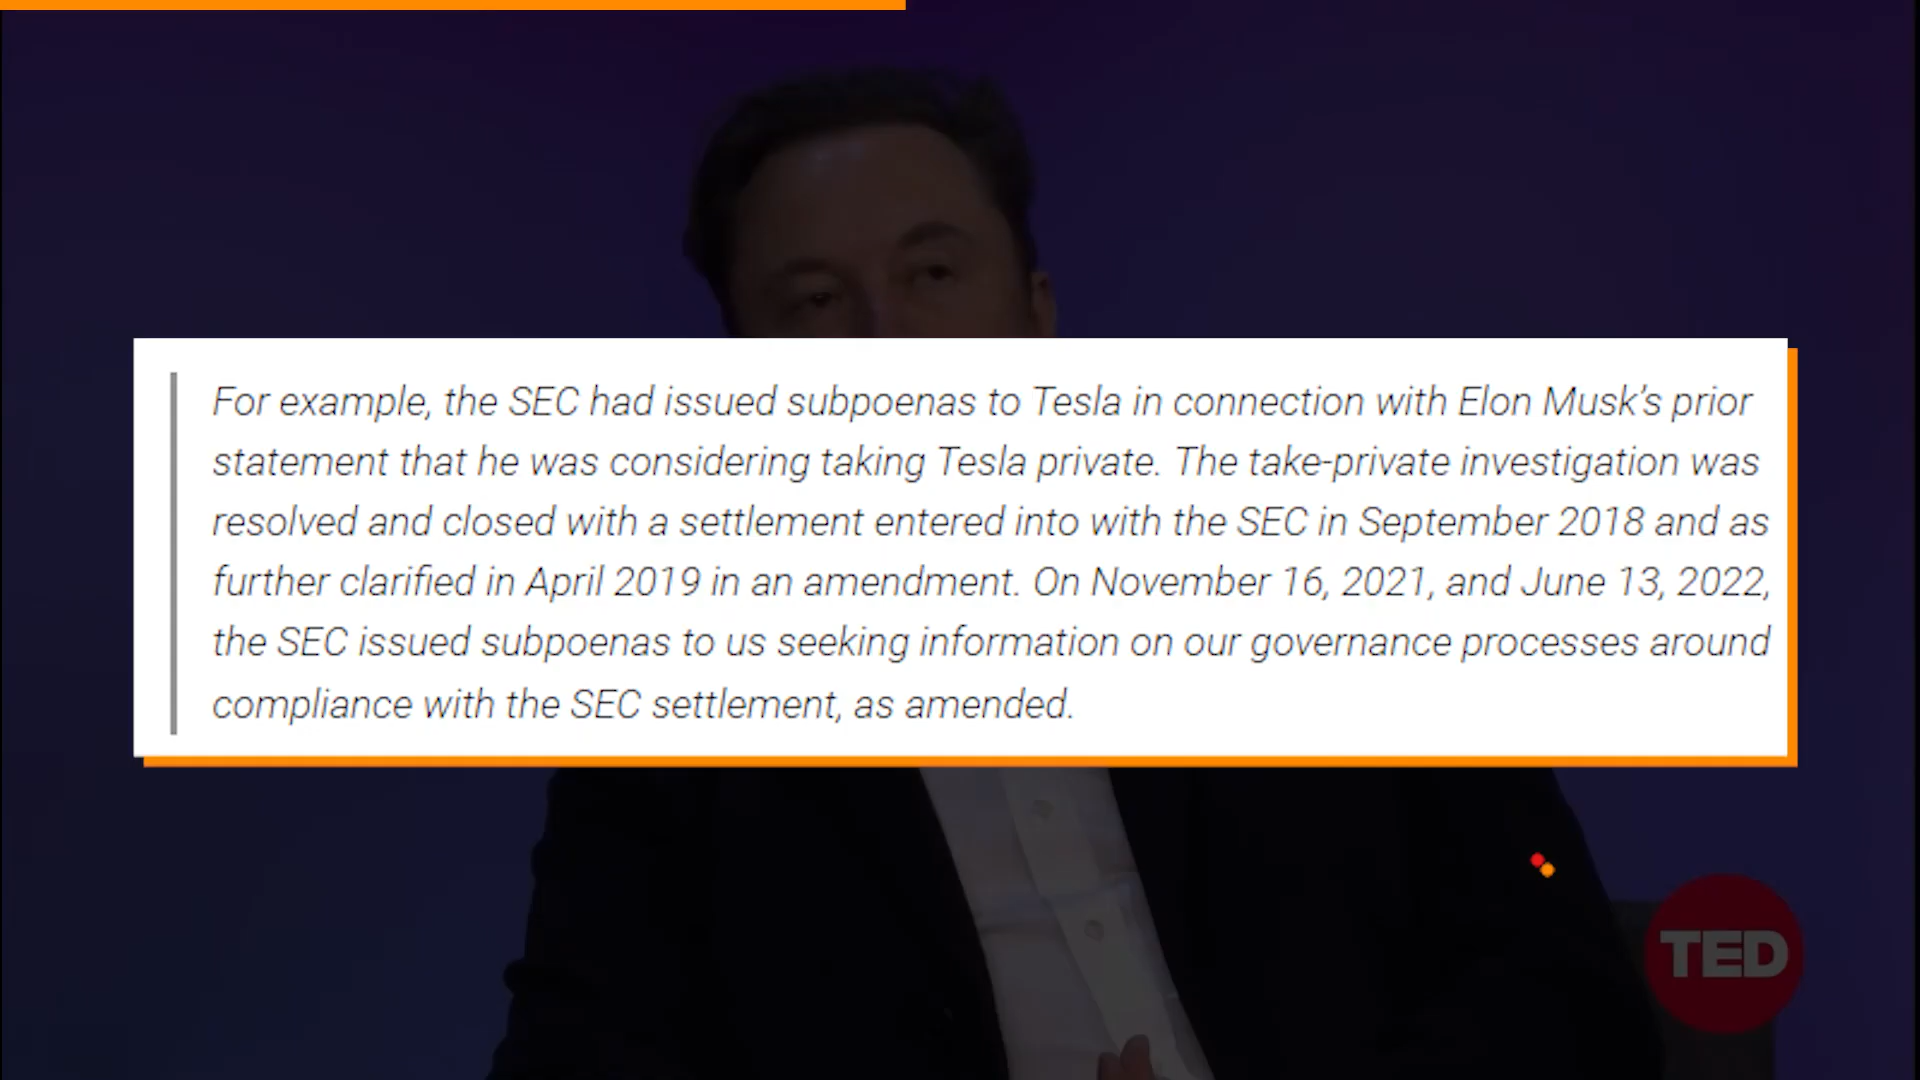 For example, the SEC had issued subpoenas to Tesla in connection with Elon Musk's prior
statement that he was considering taking Tesla private. The take-private investigation was
resolved and closed with a settlement entered into with the SEC in September 2018 and as
further clarified in April 2019 in an amendment. On November 16, 2021, and June 13, 2022,
the SEC issued subpoenas to us seeking information on our governance processes around
compliance with the SEC settlement, as amended.
TED